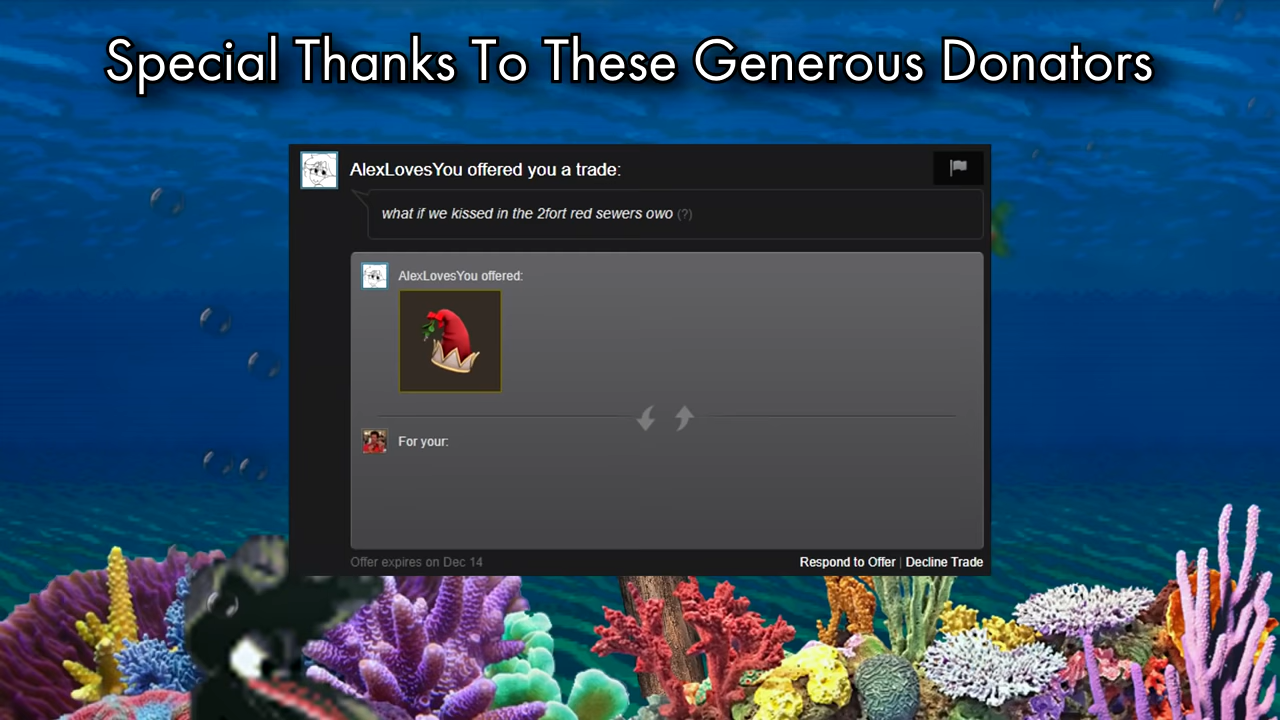 Special Thanks To These Generous Donators
AlexLovesYou offered you a trade:
what if we kissed in the 2fort red sewers owo (?)
AlexLovesYou offered:
For your:
Offer expires on Dec 14
Respond to Offer | Decline Trade